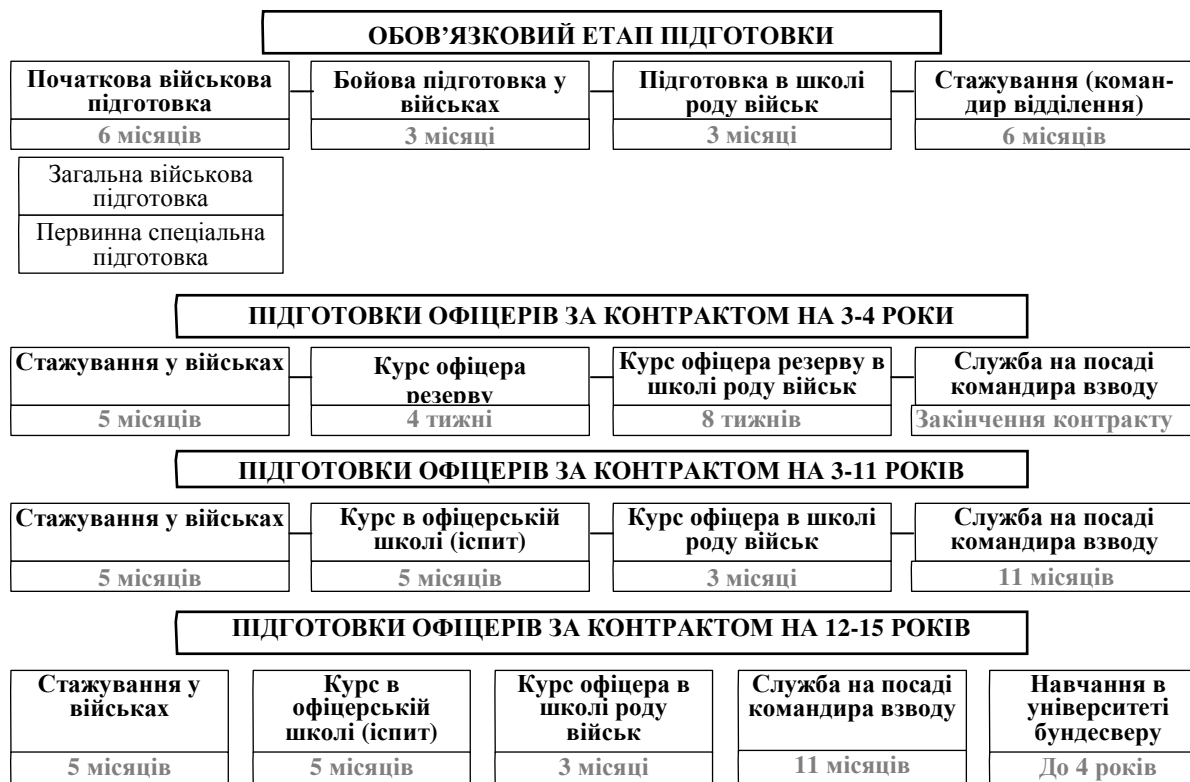 ОБОВ’ЯЗКОВИЙ ЕТАП ПІДГОТОВКИ
Початкова військова
підготовка
6 місяців
Бойова підготовка у
військах
3 місяці
Підготовка в школі
роду військ
3 місяці
Стажування (коман-
дир відділення)
6 місяців
Загальна військова
підготовка
Первинна спеціальна
підготовка
ПІДГОТОВКИ ОФІЦЕРІВ ЗА КОНТРАКТОМ НА 3-4 РОКИ
Стажування у військах
5 місяців
Курс офіцера
резерву
4 тижні
Курс офіцера резерву в
школі роду військ
8 тижнів
Служба на посаді
командира взводу
Закінчення контракту
ПІДГОТОВКИ ОФІЦЕРІВ ЗА КОНТРАКТОМ НА 3-11 РОКІВ
Стажування у військах
5 місяців
Курс в офіцерській
школі (іспит)
5 місяців
Курс офіцера в школі
роду військ
3 місяці
Служба на посаді
командира взводу
11 місяців
ПІДГОТОВКИ ОФІЦЕРІВ ЗА КОНТРАКТОМ НА 12-15 РОКІВ
Стажування у
військах
5 місяців
Курс в
офіцерській
школі (іспит)
5 місяців
Курс офіцера в
школі роду
військ
3 місяці
Служба на посаді
командира взводу
11 місяців
Навчання в
університеті
бундесверу
До 4 років